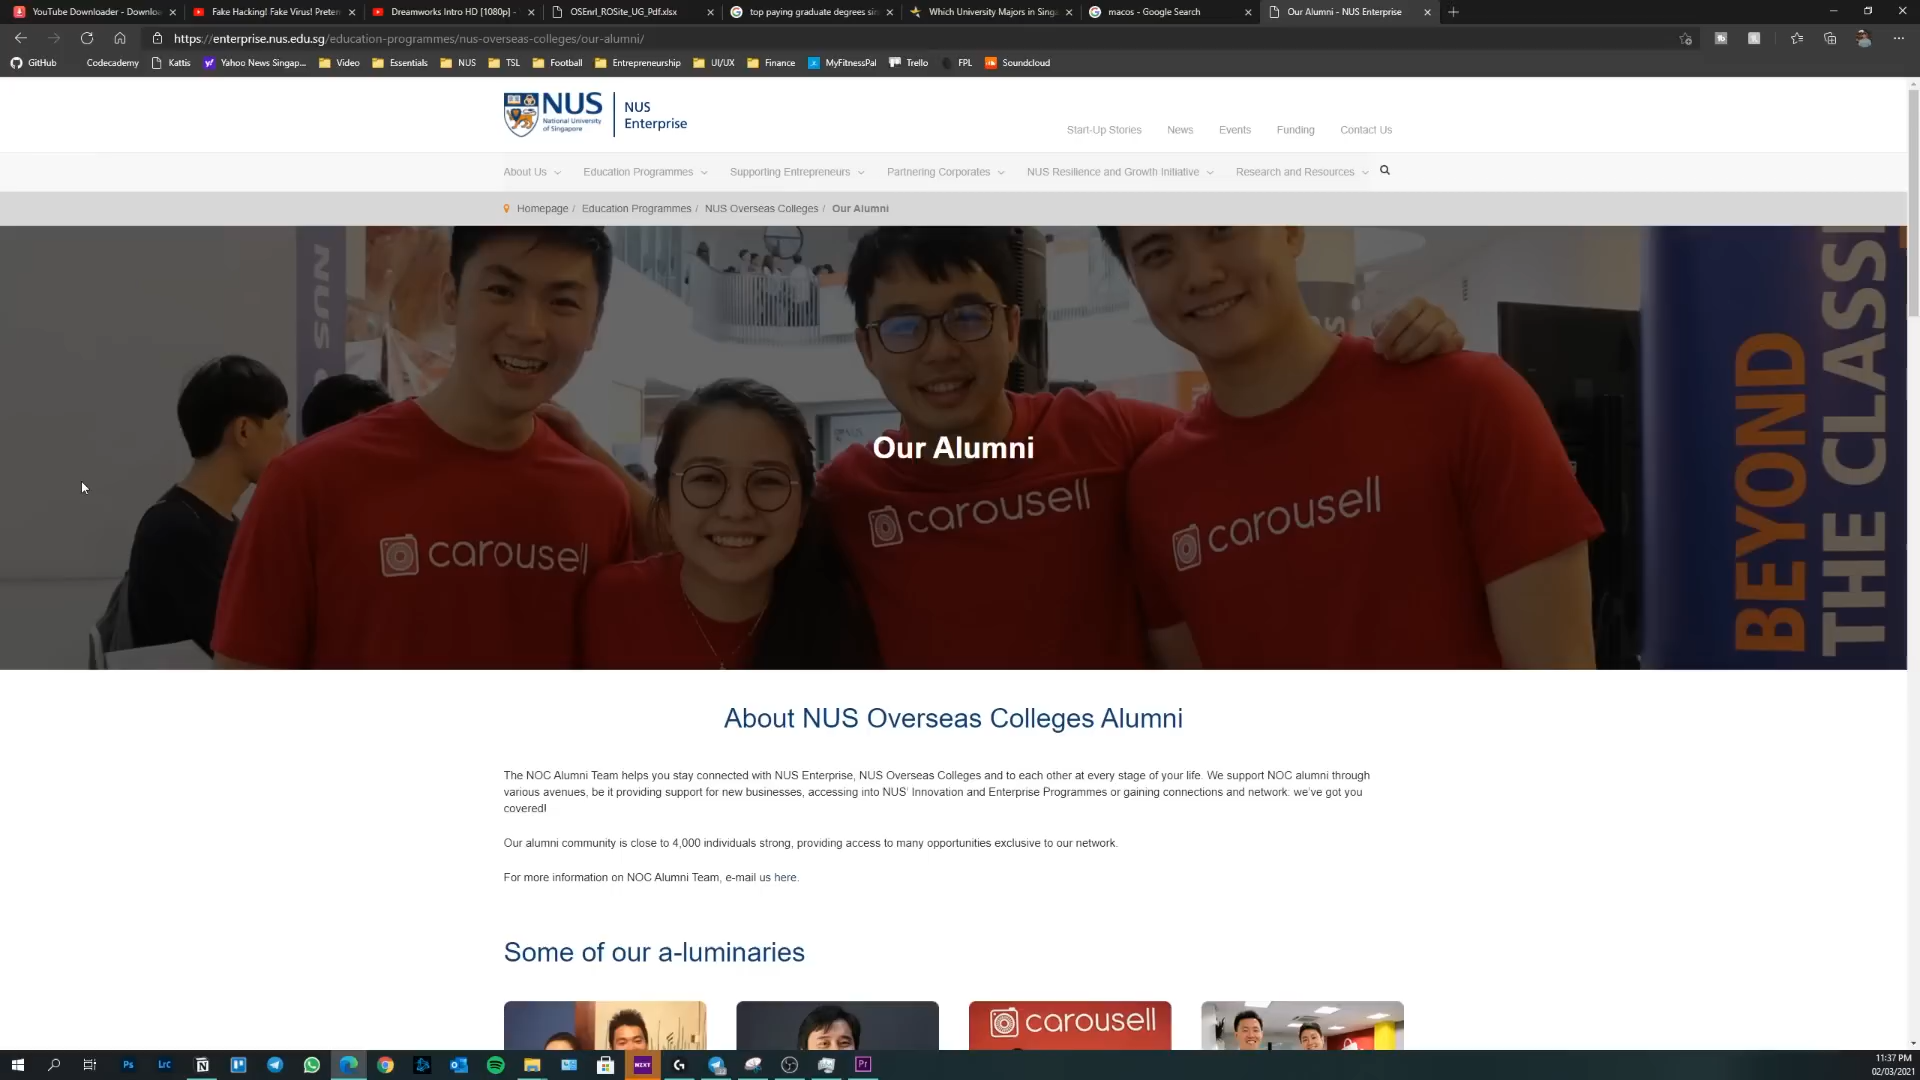 YouTube Downloader - Downlo
Fake Hacking! Fake Virus! Preten
Dreamworks Intro HD [1080p] -
OSEnrl_ROSite_UG_Pdf.xlsx
top paying graduate degrees si
Which University Majors in Sing
macos - Google Search
Our Alumni - NUS Enterprise
https://enterprise.nus.edu.sg/education-programmes/nus-overseas-colleges/our-alumni/
GitHub Codecademy Kattis Yahoo News Singap... Video Essentials NUS TSL Football Entrepreneurship UI/UX Finance MyFitnessPal Trello FPL Soundcloud
NUS
National University
of Singapore
NUS
Enterprise
Start-Up Stories News Events Funding Contact Us
About Us Education Programmes Supporting Entrepreneurs Partnering Corporates NUS Resilience and Growth Initiative Research and Resources
Homepage / Education Programmes / NUS Overseas Colleges / Our Alumni
NUS
BEYOND
THE CLASS
Our Alumni
carousell
carousell
carousell
About NUS Overseas Colleges Alumni
The NOC Alumni Team helps you stay connected with NUS Enterprise, NUS Overseas Colleges and to each other at every stage of your life. We support NOC alumni through
various avenues, be it providing support for new businesses, accessing into NUS' Innovation and Enterprise Programmes or gaining connections and network: we've got you
covered!
Our alumni community is close to 4,000 individuals strong, providing access to many opportunities exclusive to our network.
For more information on NOC Alumni Team, e-mail us here.
Some of our a-luminaries
carousell
Ps
Lrc
NZXT
Pr
11:37 PM
02/03/2021